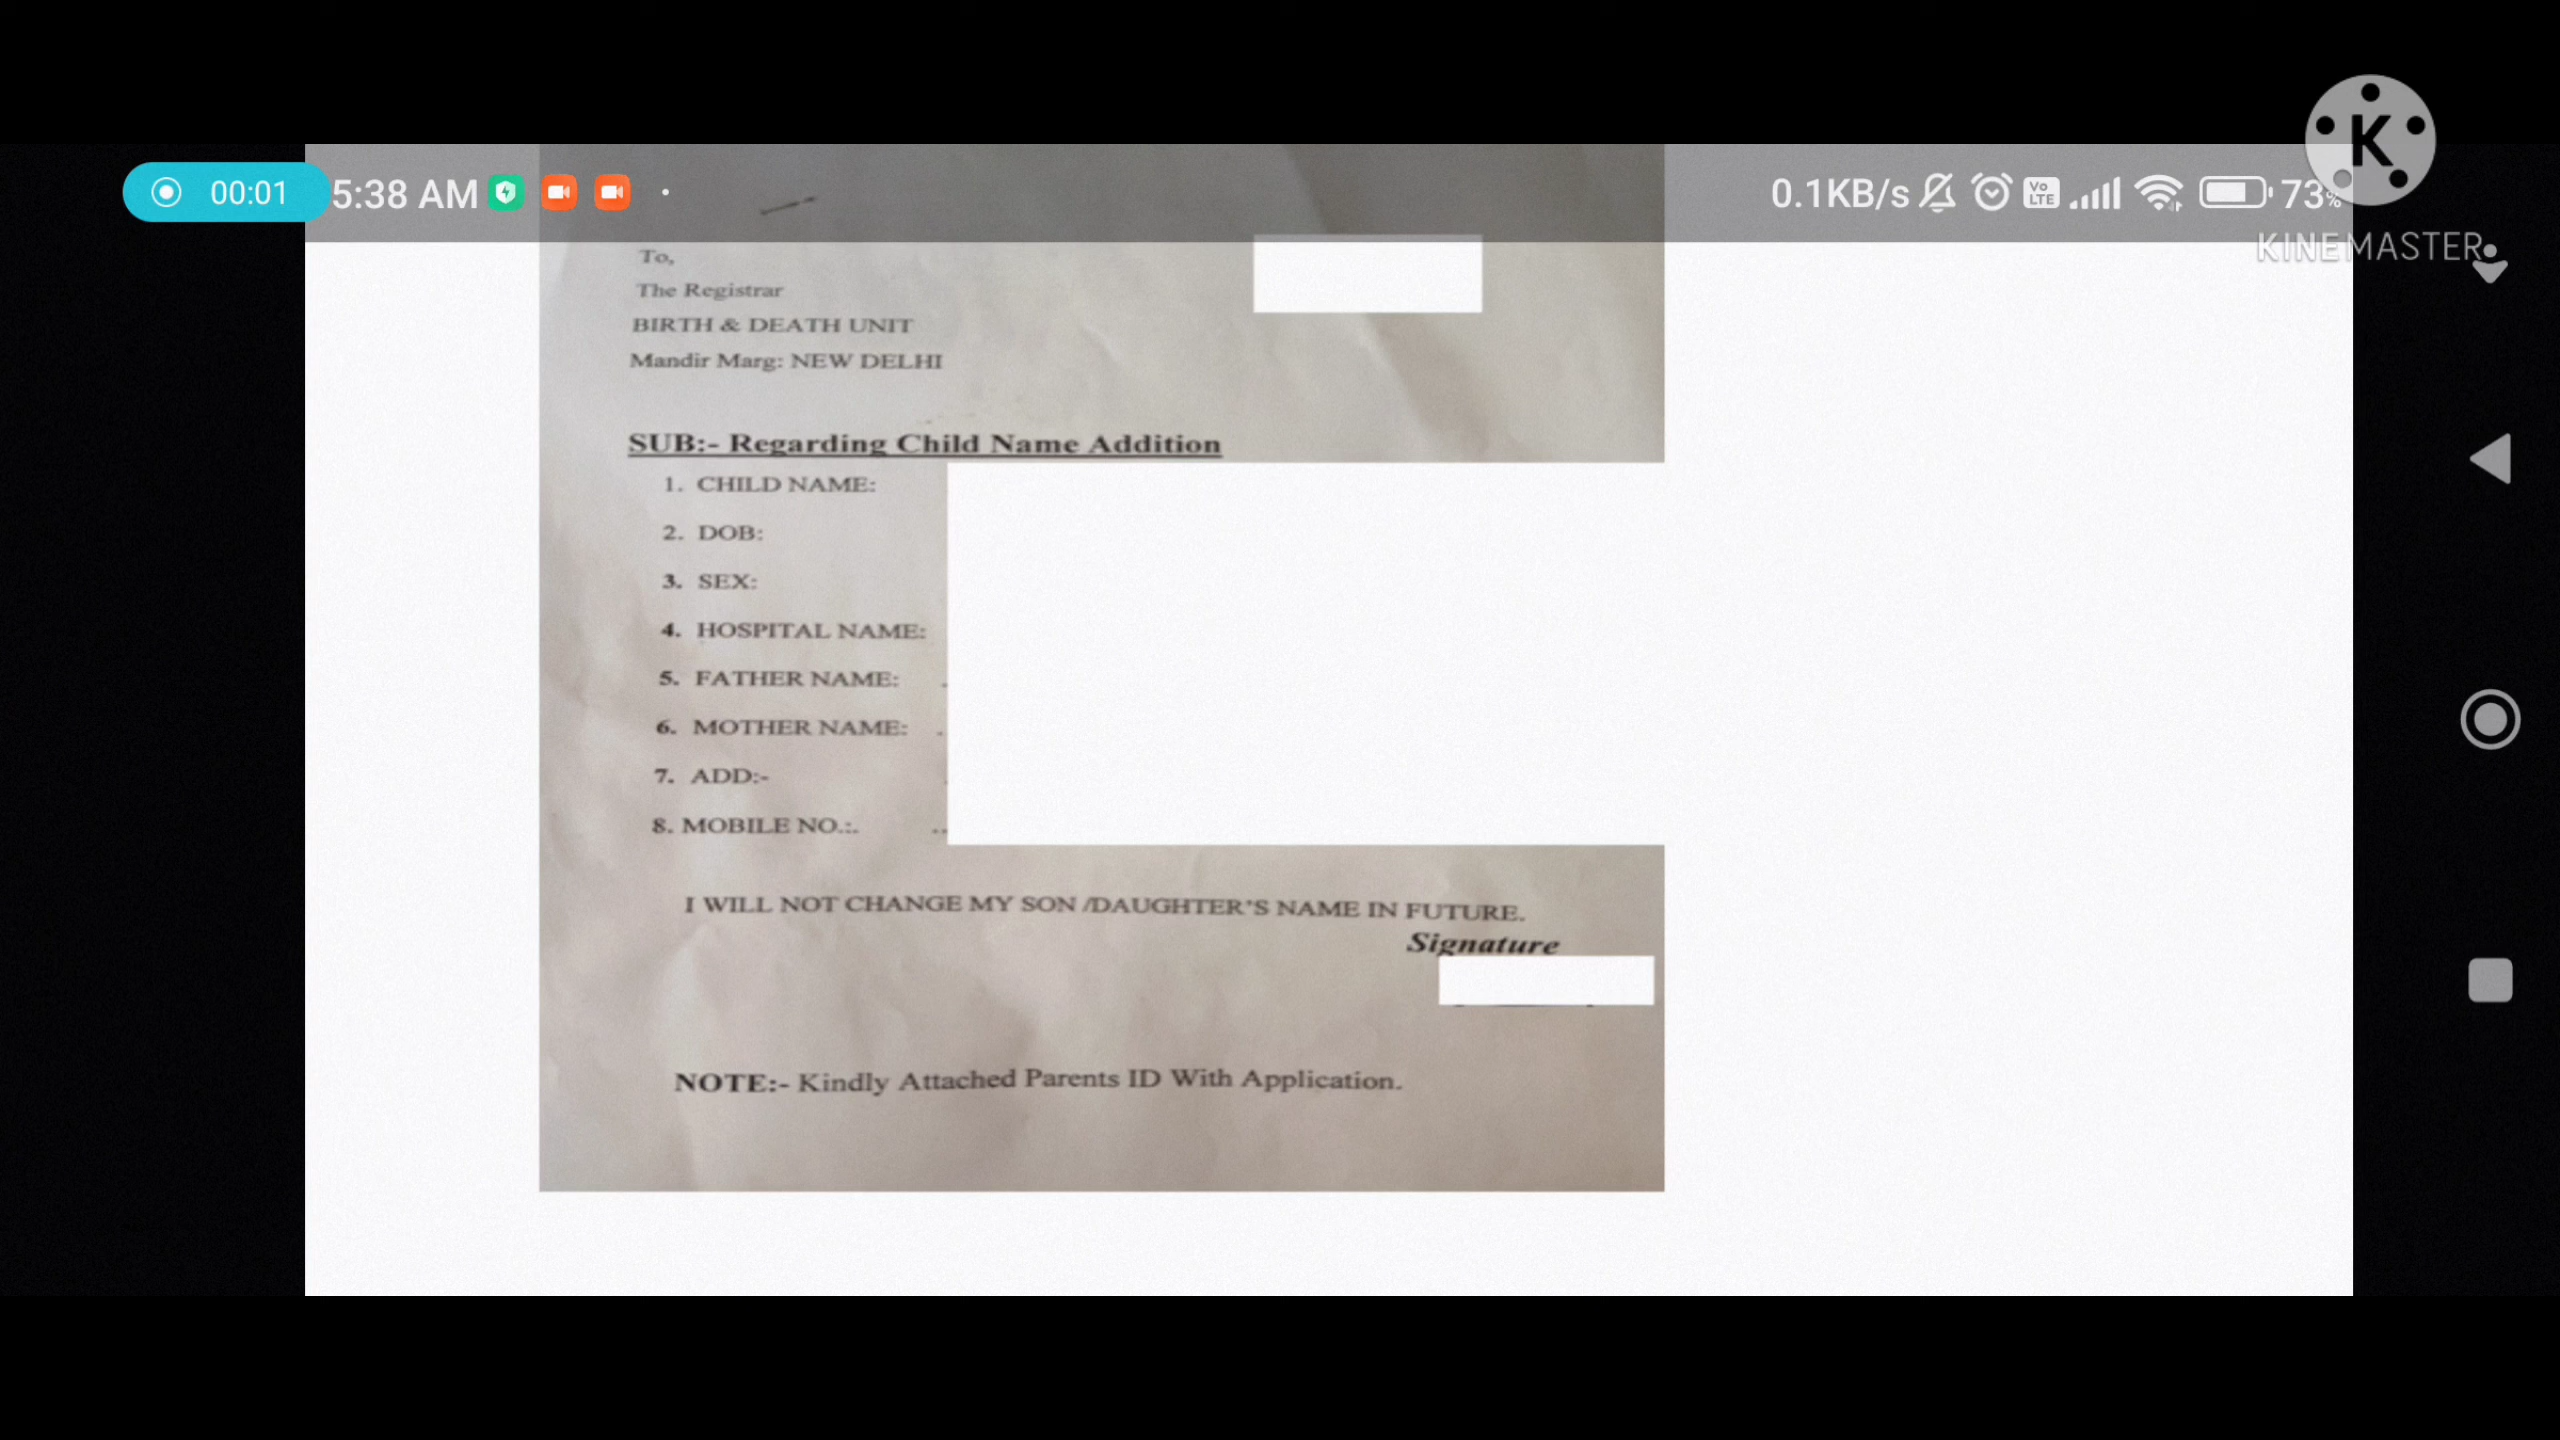 00:01 5:38 AM 0.1KB/s Vo LTE 73%
K
KINEMASTER
To,
The Registrar
BIRTH & DEATH UNIT
Mandir Marg: NEW DELHI
SUB:- Regarding Child Name Addition
1. CHILD NAME:
2. DOB:
3. SEX:
4. HOSPITAL NAME:
5. FATHER NAME: .
6. MOTHER NAME: .
7. ADD:-
8. MOBILE NO.:. ..
I WILL NOT CHANGE MY SON /DAUGHTER'S NAME IN FUTURE.
Signature
NOTE:- Kindly Attached Parents ID With Application.